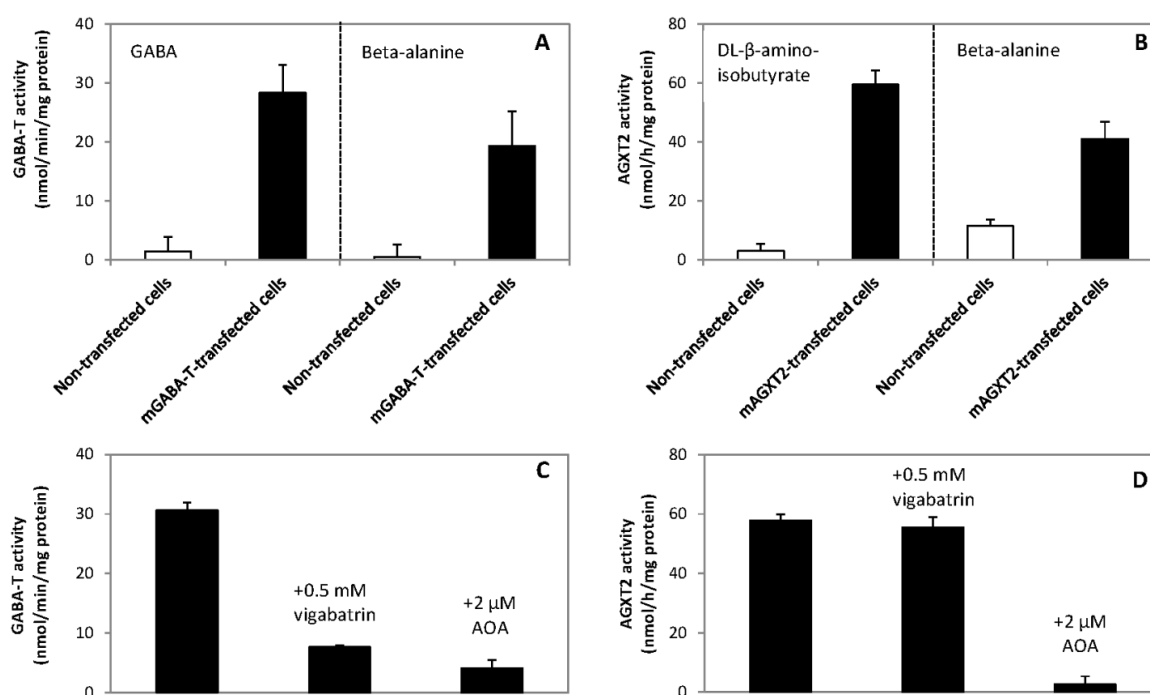 A
GABA
Beta-alanine
GABA-T activity
(nmol/min/mg protein)
40
30
20
10
0
Non-transfected cells
mGABA-T-transfected cells
Non-transfected cells
mGABA-T-transfected cells
B
DL-β-amino-
isobutyrate
Beta-alanine
AGXT2 activity
(nmol/h/mg protein)
80
60
40
20
0
Non-transfected cells
mAGXT2-transfected cells
Non-transfected cells
mAGXT2-transfected cells
C
GABA-T activity
(nmol/min/mg protein)
40
30
20
10
0
+0.5 mM
vigabatrin
+2 μM
AOA
D
AGXT2 activity
(nmol/h/mg protein)
80
60
40
20
0
+0.5 mM
vigabatrin
+2 μM
AOA